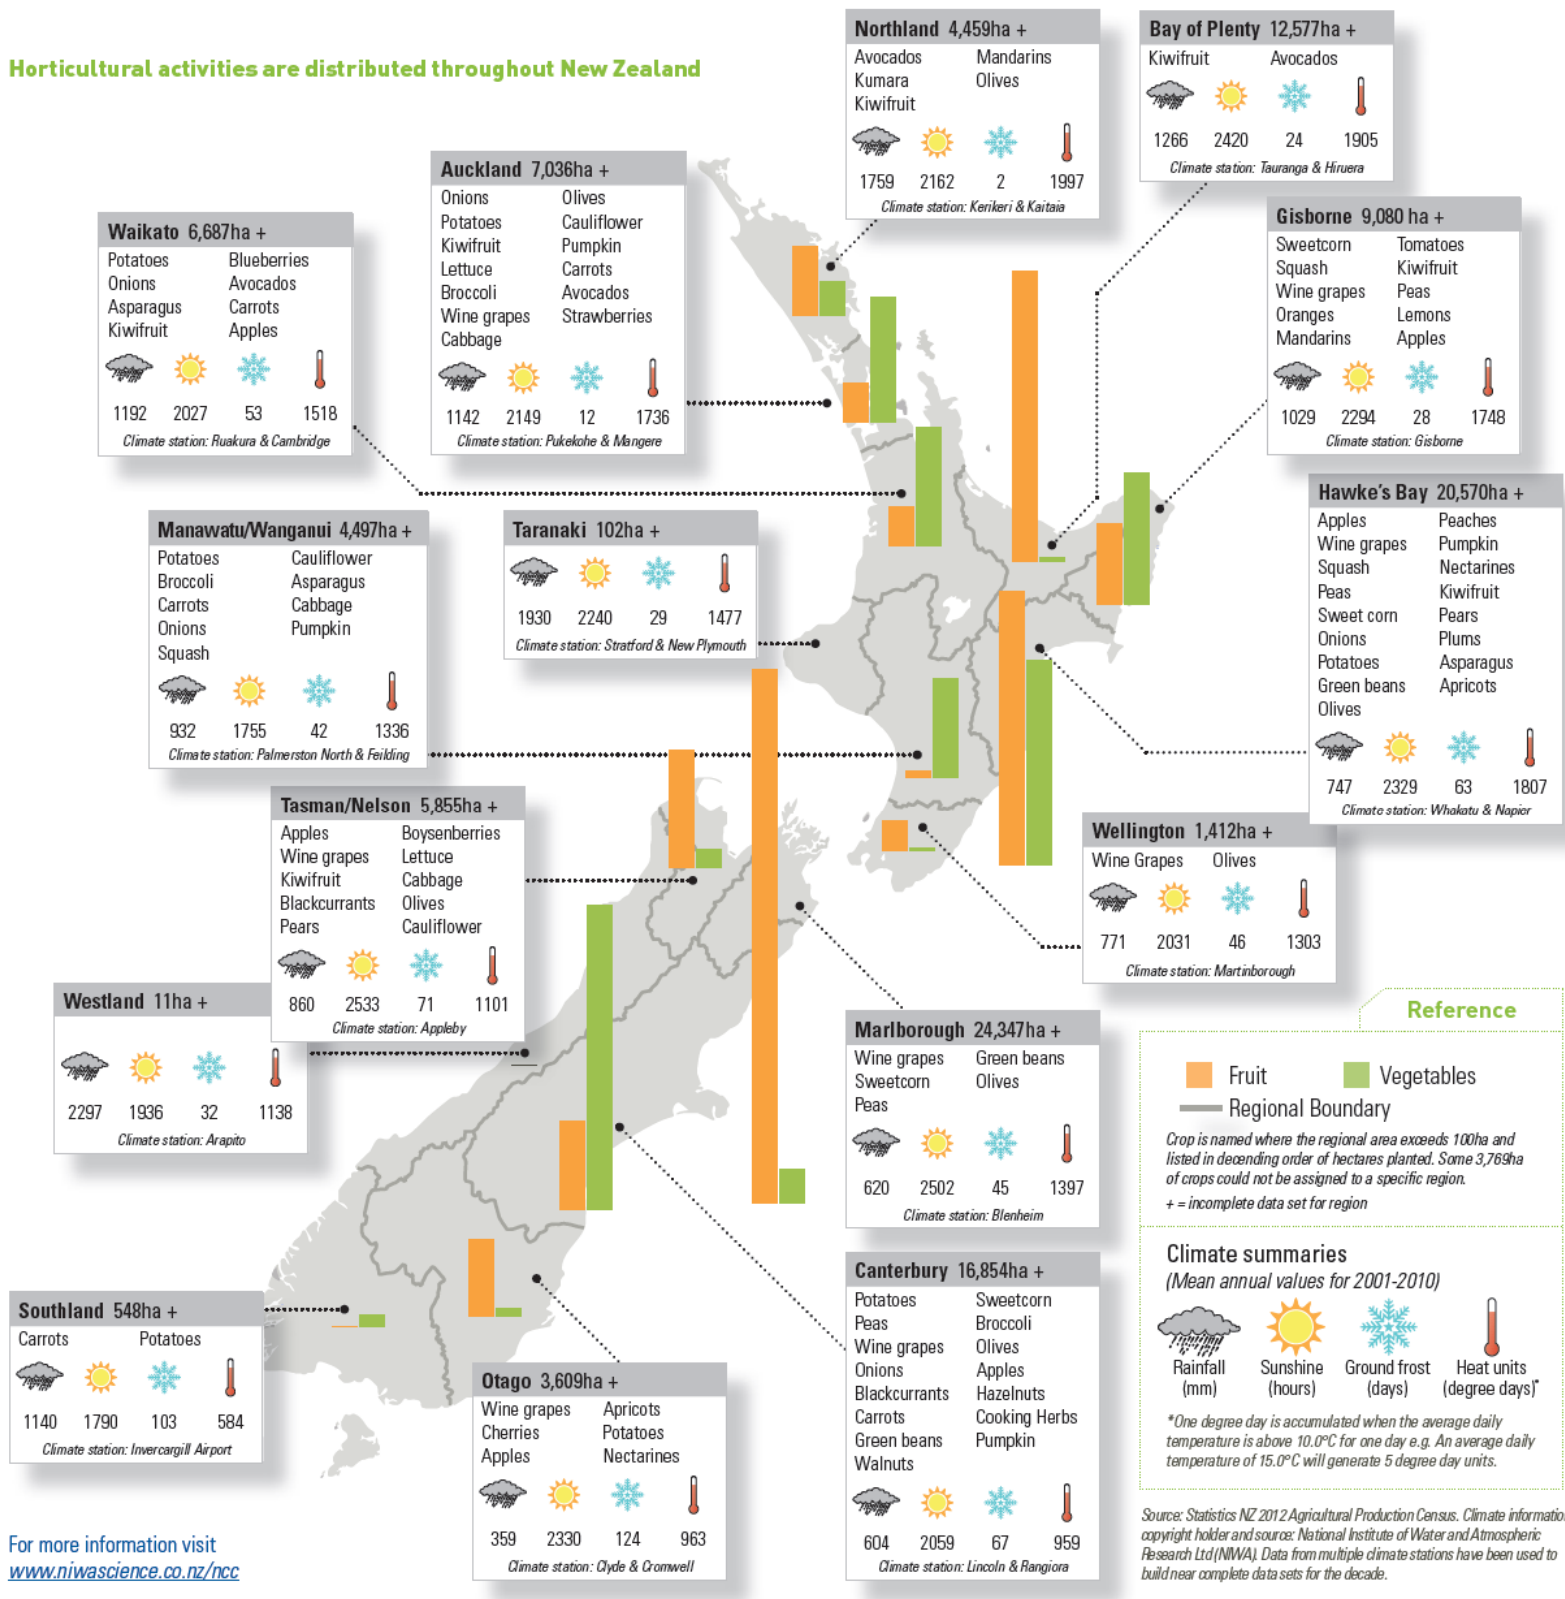 Horticultural activities are distributed throughout New Zealand
Northland 4,459ha +
Avocados Mandarins
Kumara Olives
Kiwifruit
1759 2162 2 1997
Climate station: Kerikeri & Kaitaia
Bay of Plenty 12,577ha +
Kiwifruit Avocados
1266 2420 24 1905
Climate station: Tauranga & Hiruera
Auckland 7,036ha +
Onions Olives
Potatoes Cauliflower
Kiwifruit Pumpkin
Lettuce Carrots
Broccoli Avocados
Wine grapes Strawberries
Cabbage
1142 2149 12 1736
Climate station: Pukekohe & Mangere
Waikato 6,687ha +
Potatoes Blueberries
Onions Avocados
Asparagus Carrots
Kiwifruit Apples
1192 2027 53 1518
Climate station: Ruakura & Cambridge
Gisborne 9,080 ha +
Sweetcorn Tomatoes
Squash Kiwifruit
Wine grapes Peas
Oranges Lemons
Mandarins Apples
1029 2294 28 1748
Climate station: Gisborne
Manawatu/Wanganui 4,497ha +
Potatoes Cauliflower
Broccoli Asparagus
Carrots Cabbage
Onions Pumpkin
Squash
932 1755 42 1336
Climate station: Palmerston North & Feilding
Taranaki 102ha +
1930 2240 29 1477
Climate station: Stratford & New Plymouth
Hawke's Bay 20,570ha +
Apples Peaches
Wine grapes Pumpkin
Squash Nectarines
Peas Kiwifruit
Sweet corn Pears
Onions Plums
Potatoes Asparagus
Green beans Apricots
Olives
747 2329 63 1807
Climate station: Whakatu & Napier
Tasman/Nelson 5,855ha +
Apples Boysenberries
Wine grapes Lettuce
Kiwifruit Cabbage
Blackcurrants Olives
Pears Cauliflower
860 2533 71 1101
Climate station: Appleby
Wellington 1,412ha +
Wine Grapes Olives
771 2031 46 1303
Climate station: Martinborough
Westland 11ha +
2297 1936 32 1138
Climate station: Arapito
Marlborough 24,347ha +
Wine grapes Green beans
Sweetcorn Olives
Peas
620 2502 45 1397
Climate station: Blenheim
Reference
Fruit Vegetables
Regional Boundary
Crop is named where the regional area exceeds 100ha and
listed in decending order of hectares planted. Some 3,769ha
of crops could not be assigned to a specific region.
+ = incomplete data set for region
Climate summaries
(Mean annual values for 2001-2010)
Rainfall Sunshine Ground frost Heat units
(mm) (hours) (days) (degree days)*
*One degree day is accumulated when the average daily
temperature is above 10.0°C for one day e.g. An average daily
temperature of 15.0°C will generate 5 degree day units.
Canterbury 16,854ha +
Potatoes Sweetcorn
Peas Broccoli
Wine grapes Olives
Onions Apples
Blackcurrants Hazelnuts
Carrots Cooking Herbs
Green beans Pumpkin
Walnuts
604 2059 67 959
Climate station: Lincoln & Rangiora
Southland 548ha +
Carrots Potatoes
1140 1790 103 584
Climate station: Invercargill Airport
Otago 3,609ha +
Wine grapes Apricots
Cherries Potatoes
Apples Nectarines
359 2330 124 963
Climate station: Clyde & Cromwell
For more information visit
www.niwascience.co.nz/ncc
Source: Statistics NZ 2012 Agricultural Production Census. Climate informatio
copyright holder and source: National Institute of Water and Atmospheric
Research Ltd (NIWA). Data from multiple climate stations have been used to
build near complete data sets for the decade.